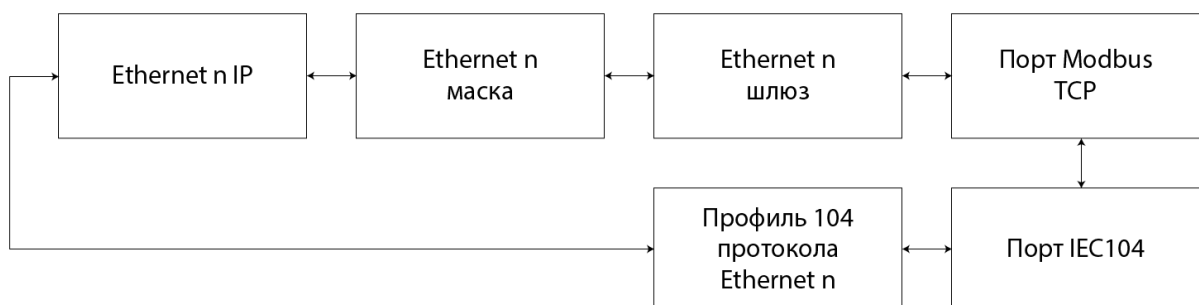 Ethernet n IP
Ethernet n
маска
Ethernet n
шлюз
Порт Modbus
TCP
Профиль 104
протокола
Ethernet n
Порт IEC104